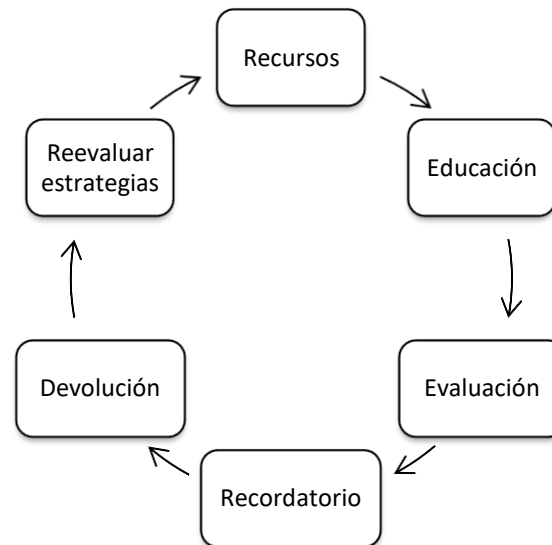 Recursos
Educación
Evaluación
Recordatorio
Devolución
Reevaluar
estrategias